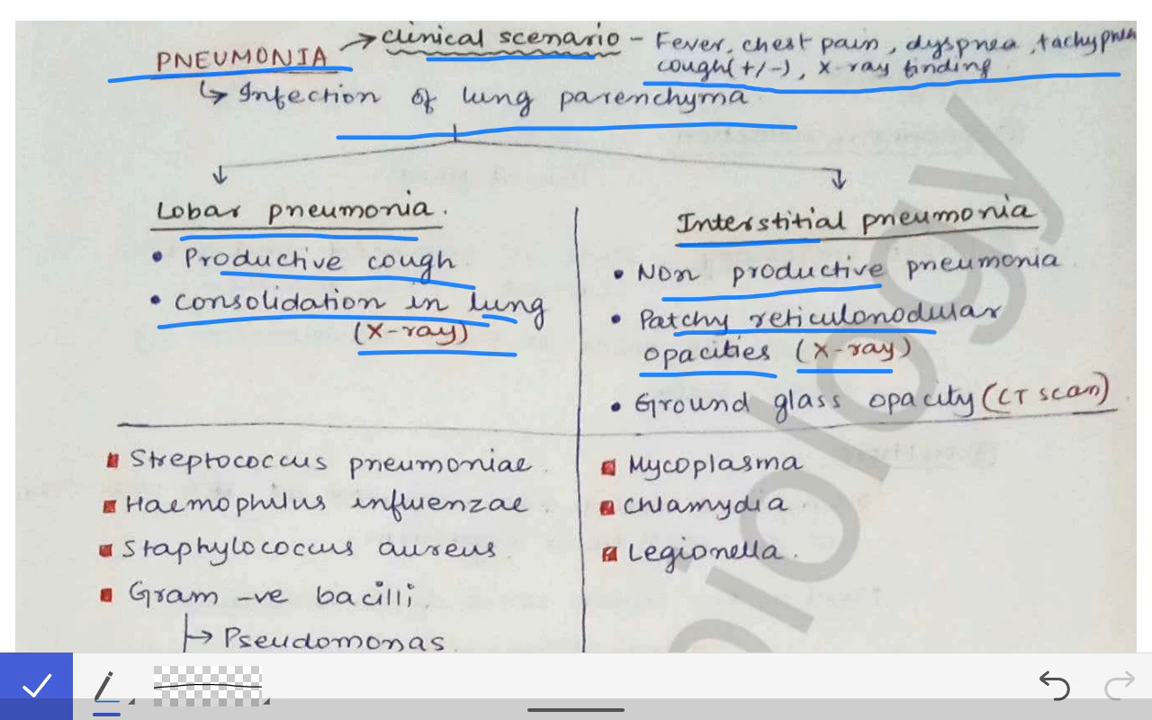 PNEUMONIA → clinical scenario – Fever, chest pain, dyspnea, tachypnea
cough(+/-), X-ray finding
↳ Infection of lung parenchyma
Lobar pneumonia.
• Productive cough
• Consolidation in lung
(X-ray)
Interstitial pneumonia
• Non productive pneumonia
• Patchy reticulonodular
opacities (X-ray)
• Ground glass opacity (CT scan)
Streptococcus pneumoniae
Haemophilus influenzae
Staphylococcus aureus
Gram -ve bacilli
↳ Pseudomonas
Mycoplasma
Chlamydia
Legionella.
iology